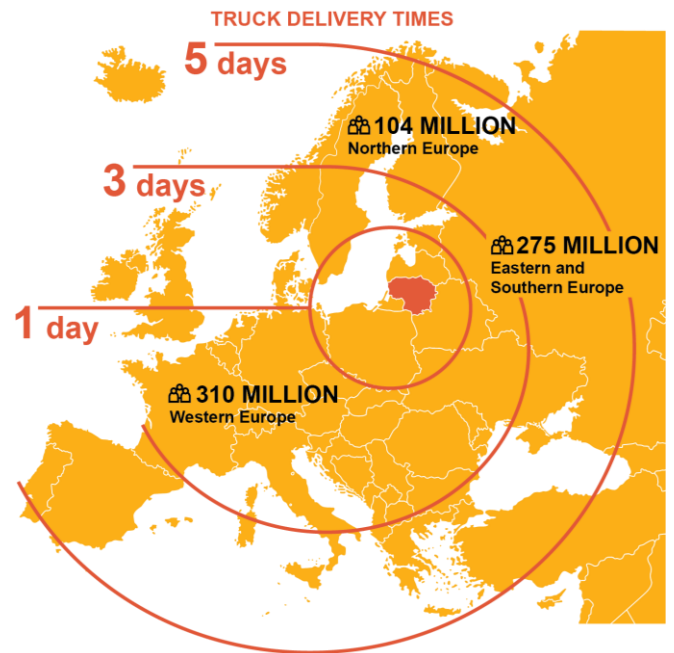 TRUCK DELIVERY TIMES
5 days
104 MILLION
Northern Europe
3 days
275 MILLION
Eastern and
Southern Europe
1 day
310 MILLION
Western Europe